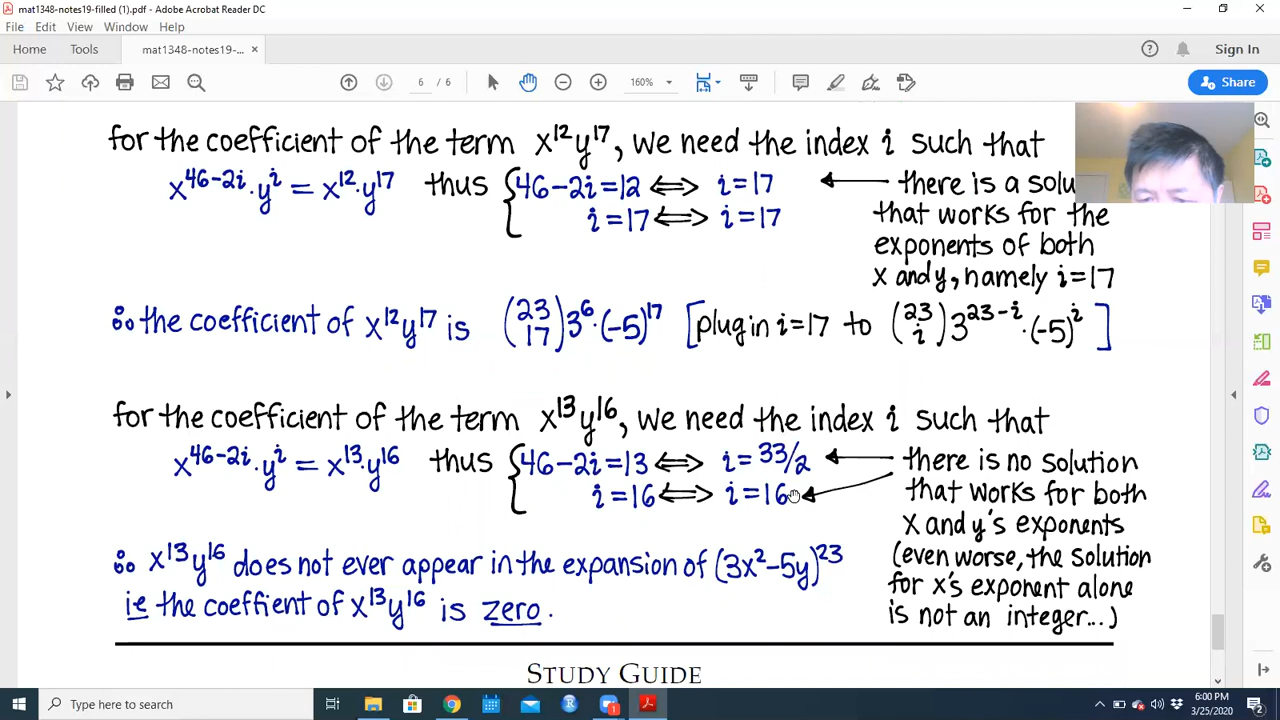 mat1348-notes19-filled (1).pdf - Adobe Acrobat Reader DC
File Edit View Window Help
Home Tools mat1348-notes19-... × Sign In
6 / 6 160% Share
for the coefficient of the term x¹²y¹⁷, we need the index i such that
x⁴⁶⁻²ⁱ·yⁱ = x¹²·y¹⁷ thus { 46-2i=12 ⟺ i=17 ← there is a solu
i=17 ⟺ i=17 that works for the
exponents of both
x and y, namely i=17
∴ the coefficient of x¹²y¹⁷ is (23 17) 3⁶·(-5)¹⁷ [plug in i=17 to (23 i) 3²³⁻ⁱ·(-5)ⁱ]
for the coefficient of the term x¹³y¹⁶, we need the index i such that
x⁴⁶⁻²ⁱ·yⁱ = x¹³·y¹⁶ thus { 46-2i=13 ⟺ i= 33/2 ← there is no solution
i=16 ⟺ i=16 ← that works for both
x and y's exponents
∴ x¹³y¹⁶ does not ever appear in the expansion of (3x²-5y)²³ (even worse, the solution
for x's exponent alone
ie the coeffient of x¹³y¹⁶ is zero. is not an integer...)
STUDY GUIDE
Type here to search
6:00 PM
3/25/2020